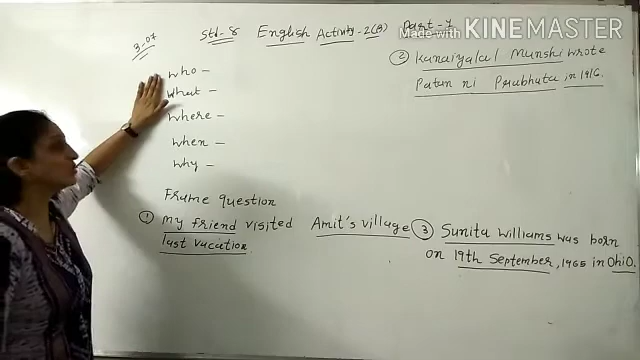 3.07
Std-8 English Activity-2(B) Part-4
Made with KINEMASTER
who -
what -
where -
when -
why -
Frame question
① My friend visited Amit's village
last vacation.
② Kanaiyalal Munshi wrote
Patan ni Prabhuta in 1916.
③ Sunita Williams was born
on 19th September, 1965 in Ohio.